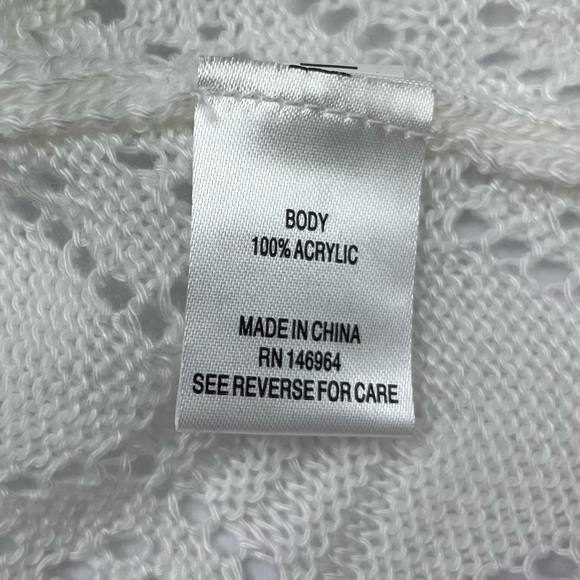 BODY
100% ACRYLIC
MADE IN CHINA
RN 146964
SEE REVERSE FOR CARE